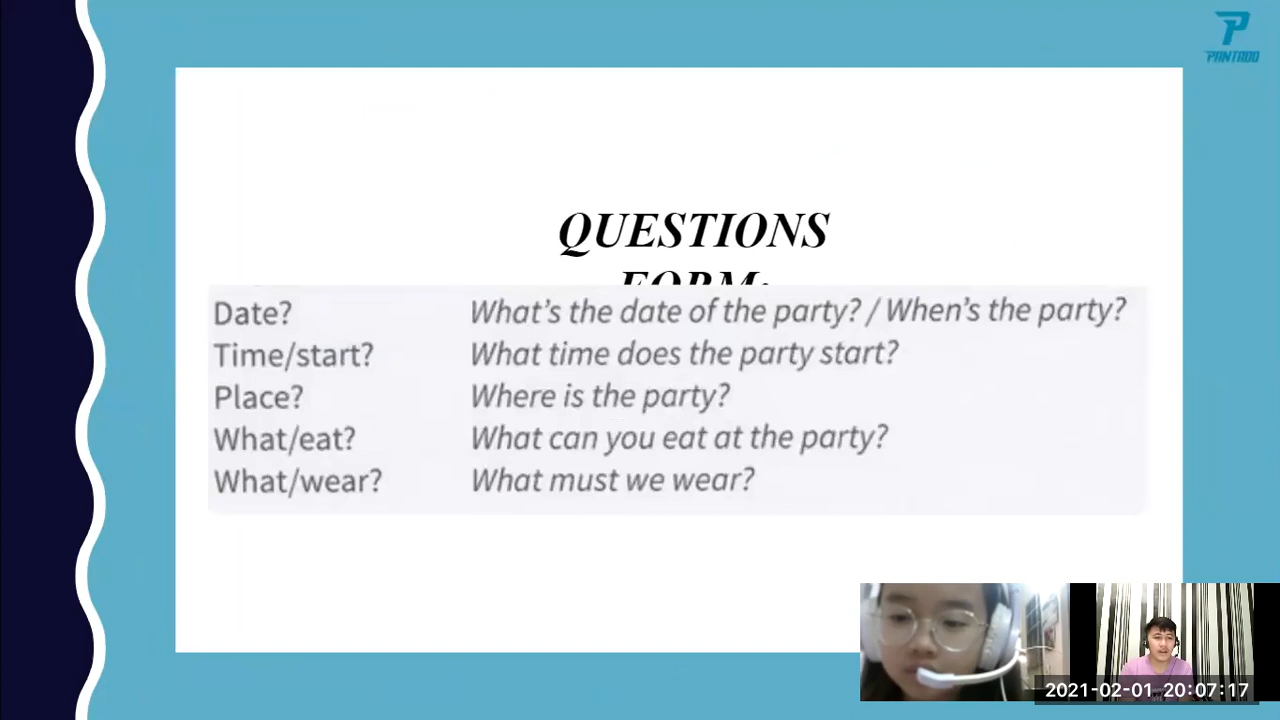 PANTADO
QUESTIONS
FORM:
Date? What's the date of the party? / When's the party?
Time/start? What time does the party start?
Place? Where is the party?
What/eat? What can you eat at the party?
What/wear? What must we wear?
2021-02-01 20:07:17